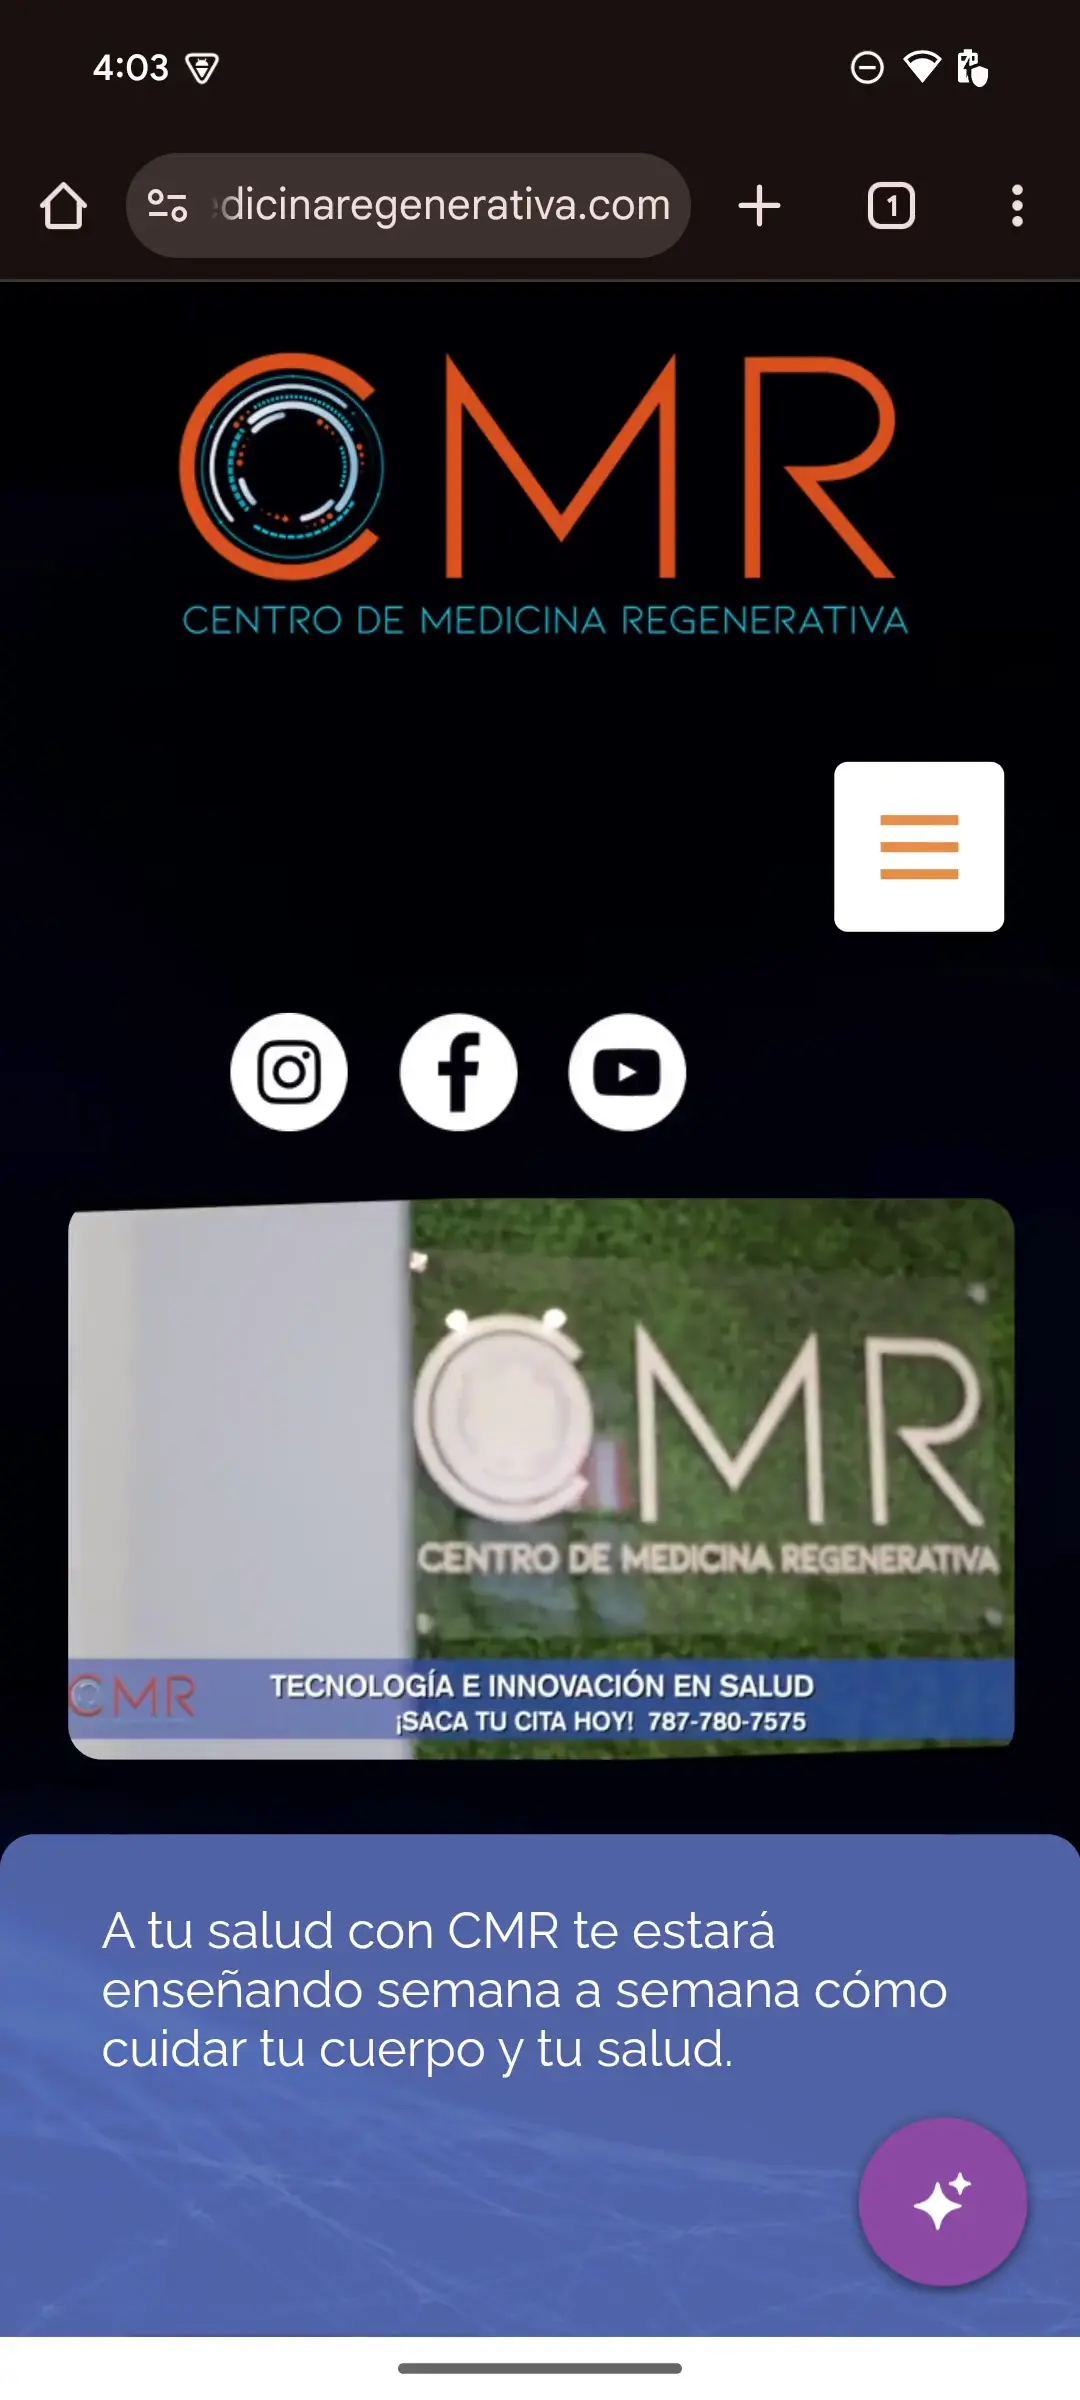 4:03
dicinaregenerativa.com
1
CMR
CENTRO DE MEDICINA REGENERATIVA
CMR
CENTRO DE MEDICINA REGENERATIVA
CMR
TECNOLOGÍA E INNOVACIÓN EN SALUD
¡SACA TU CITA HOY! 787-780-7575
A tu salud con CMR te estará
enseñando semana a semana cómo
cuidar tu cuerpo y tu salud.